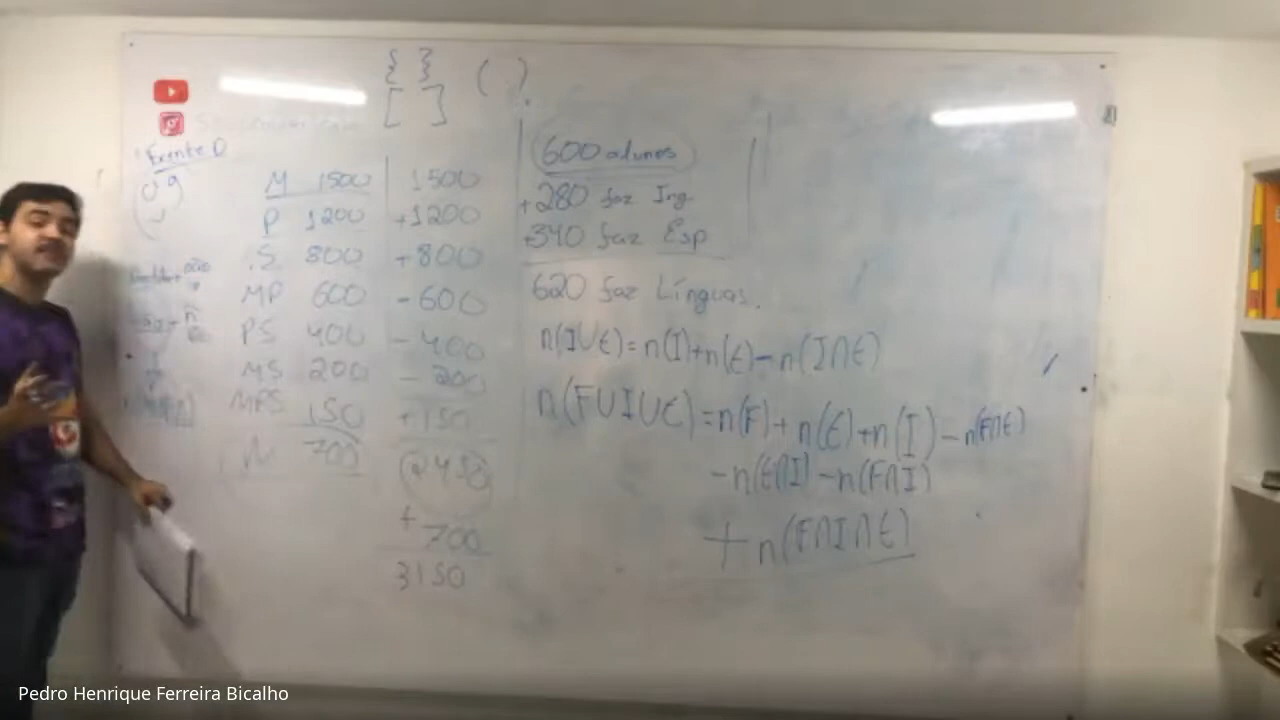 { }
[ ] ( ).
Frente D
M 1500 1500
P 1200 +1200
S 800 +800
MP 600 - 600
PS 400 - 400
MS 200 - 200
MPS 150 +150
N 700 2450
+ 700
3150
600 alunos
+280 faz Ing.
+340 faz Esp
620 faz Línguas.
n(I∪E)= n(I)+n(E)-n(I∩E)
n(F∪I∪E)=n(F)+n(E)+n(I)-n(F∩E)
-n(E∩I)-n(F∩I)
+n(F∩I∩E)
Pedro Henrique Ferreira Bicalho